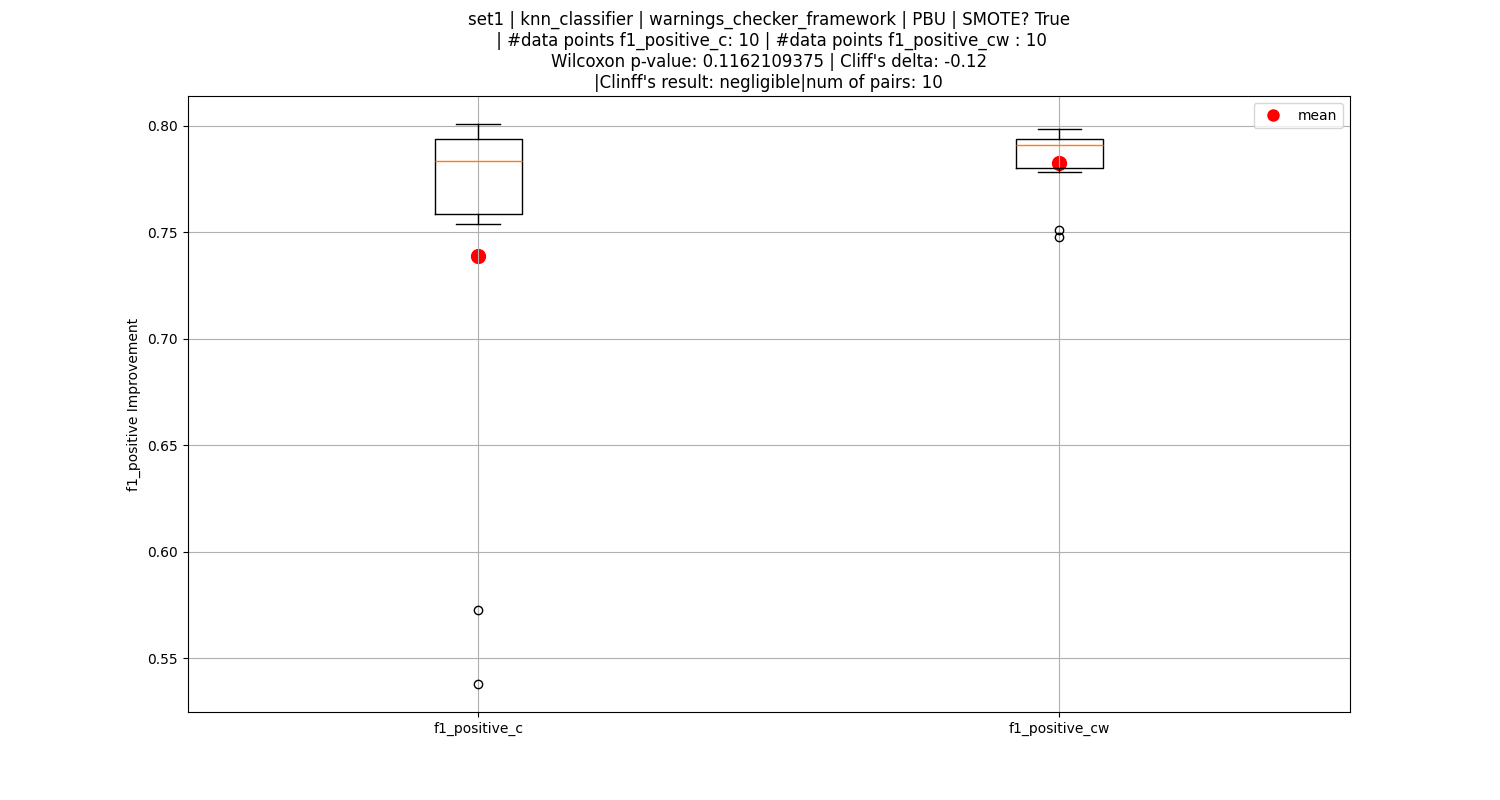 set1 | knn_classifier | warnings_checker_framework | PBU | SMOTE? True
| #data points f1_positive_c: 10 | #data points f1_positive_cw : 10
Wilcoxon p-value: 0.1162109375 | Cliff's delta: -0.12
|Clinff's result: negligible|num of pairs: 10
mean
0.80
0.75
0.70
0.65
0.60
0.55
f1_positive Improvement
f1_positive_c
f1_positive_cw